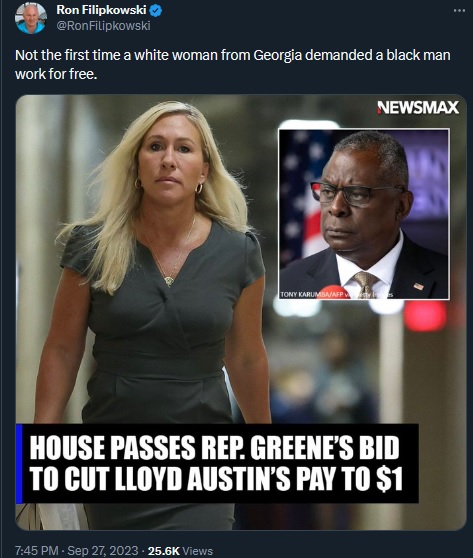 Ron Filipkowski
@RonFilipkowski
Not the first time a white woman from Georgia demanded a black man
work for free.
NEWSMAX
TONY KARUMBA/AFP via Getty Images
HOUSE PASSES REP. GREENE'S BID
TO CUT LLOYD AUSTIN'S PAY TO $1
7:45 PM · Sep 27, 2023 · 25.6K Views